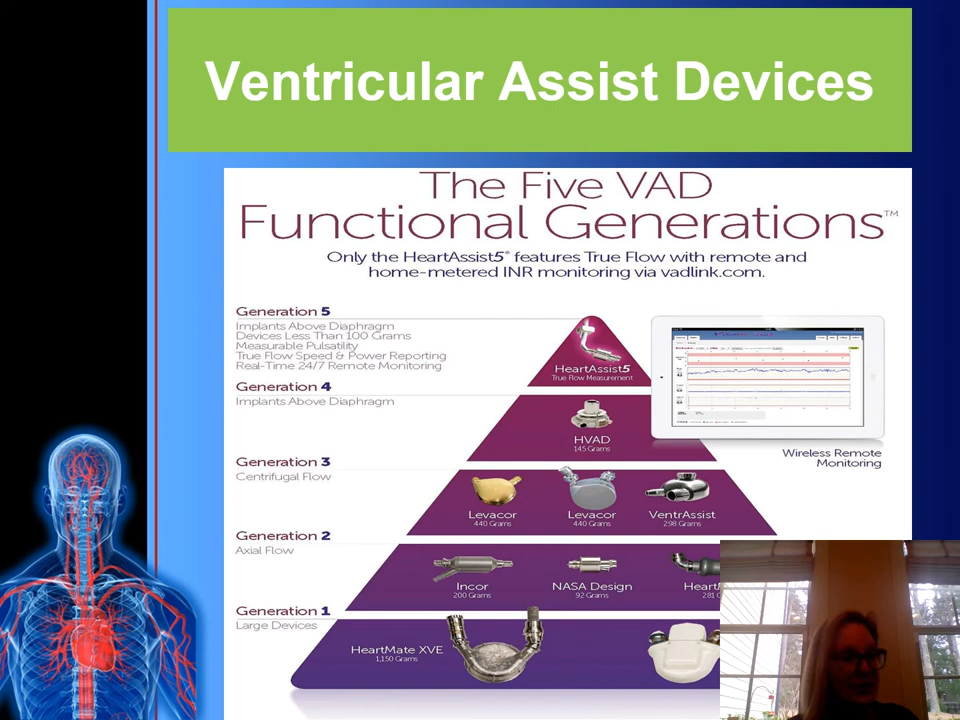 Ventricular Assist Devices
The Five VAD
Functional Generations™
Only the HeartAssist5® features True Flow with remote and
home-metered INR monitoring via vadlink.com.
Generation 5
Implants Above Diaphragm
Devices Less Than 100 Grams
Measurable Pulsatility
True Flow Speed & Power Reporting
Real-Time 24/7 Remote Monitoring
HeartAssist5
True Flow Measurement
Generation 4
Implants Above Diaphragm
HVAD
145 Grams
Wireless Remote
Monitoring
Generation 3
Centrifugal Flow
Levacor
440 Grams
Levacor
440 Grams
VentrAssist
298 Grams
Generation 2
Axial Flow
Incor
200 Grams
NASA Design
92 Grams
Heart
281 G
Generation 1
Large Devices
HeartMate XVE
1,150 Grams